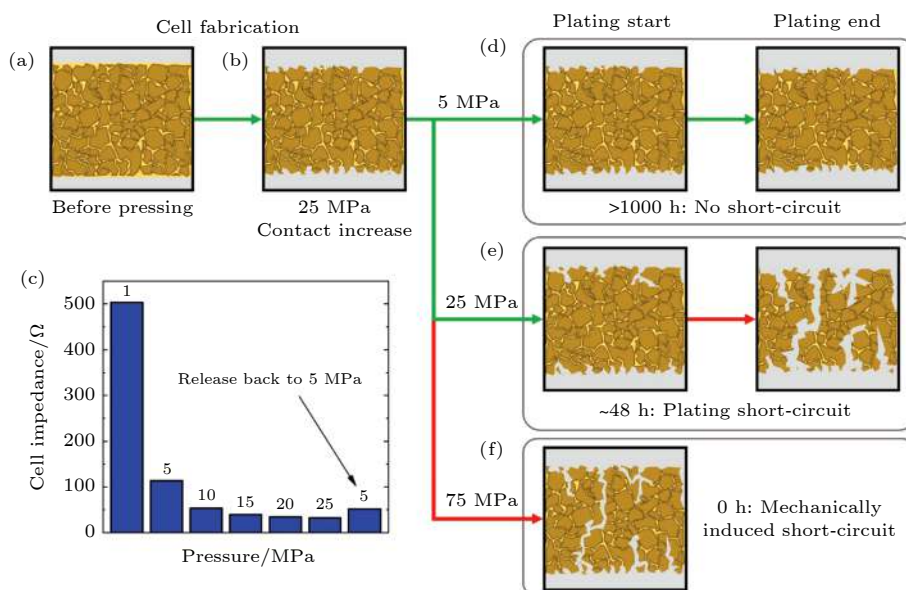 Cell fabrication
Plating start
Plating end
(a)
(b)
(d)
5 MPa
Before pressing
25 MPa
Contact increase
>1000 h: No short-circuit
(c)
(e)
25 MPa
~48 h: Plating short-circuit
(f)
75 MPa
0 h: Mechanically
induced short-circuit
Cell impedance/Ω
500
400
300
200
100
0
1
5
10
15
20
25
5
Release back to 5 MPa
Pressure/MPa